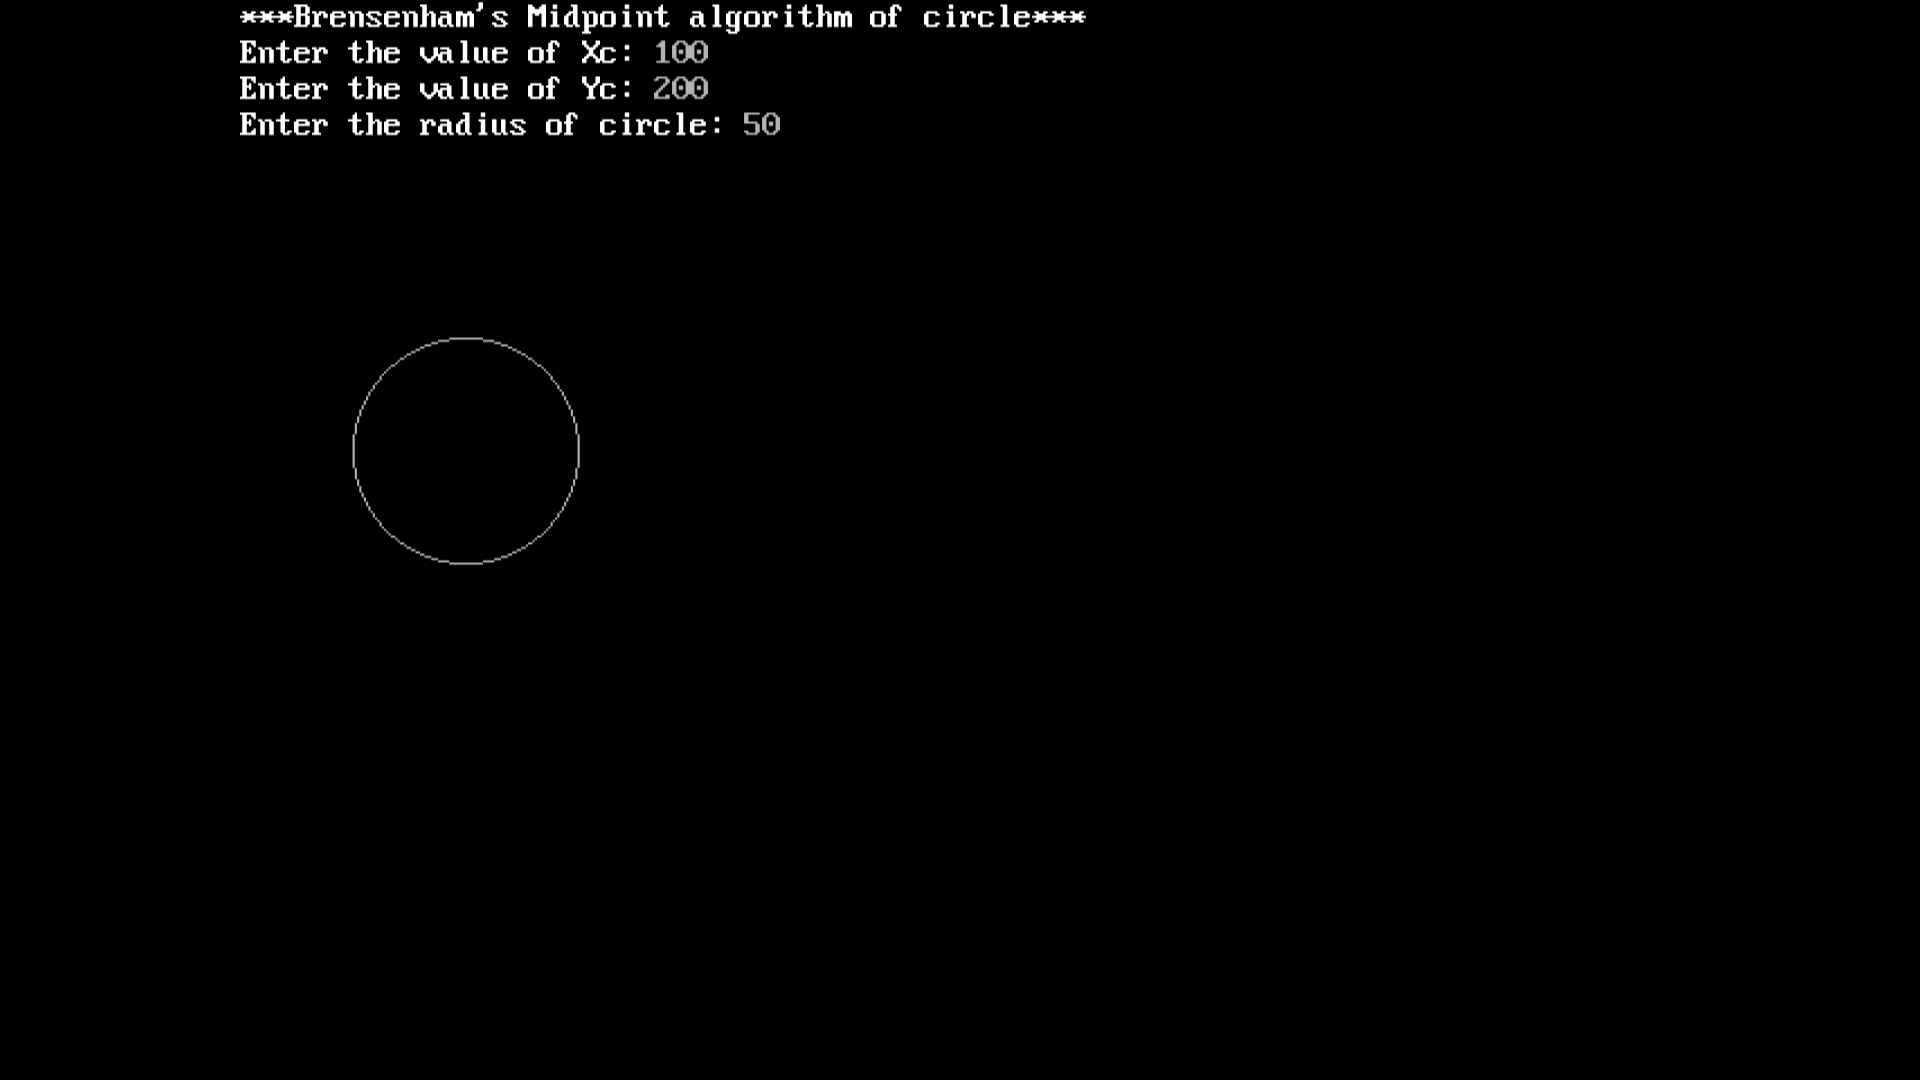 ***Brensenham's Midpoint algorithm of circle***
Enter the value of Xc: 100
Enter the value of Yc: 200
Enter the radius of circle: 50